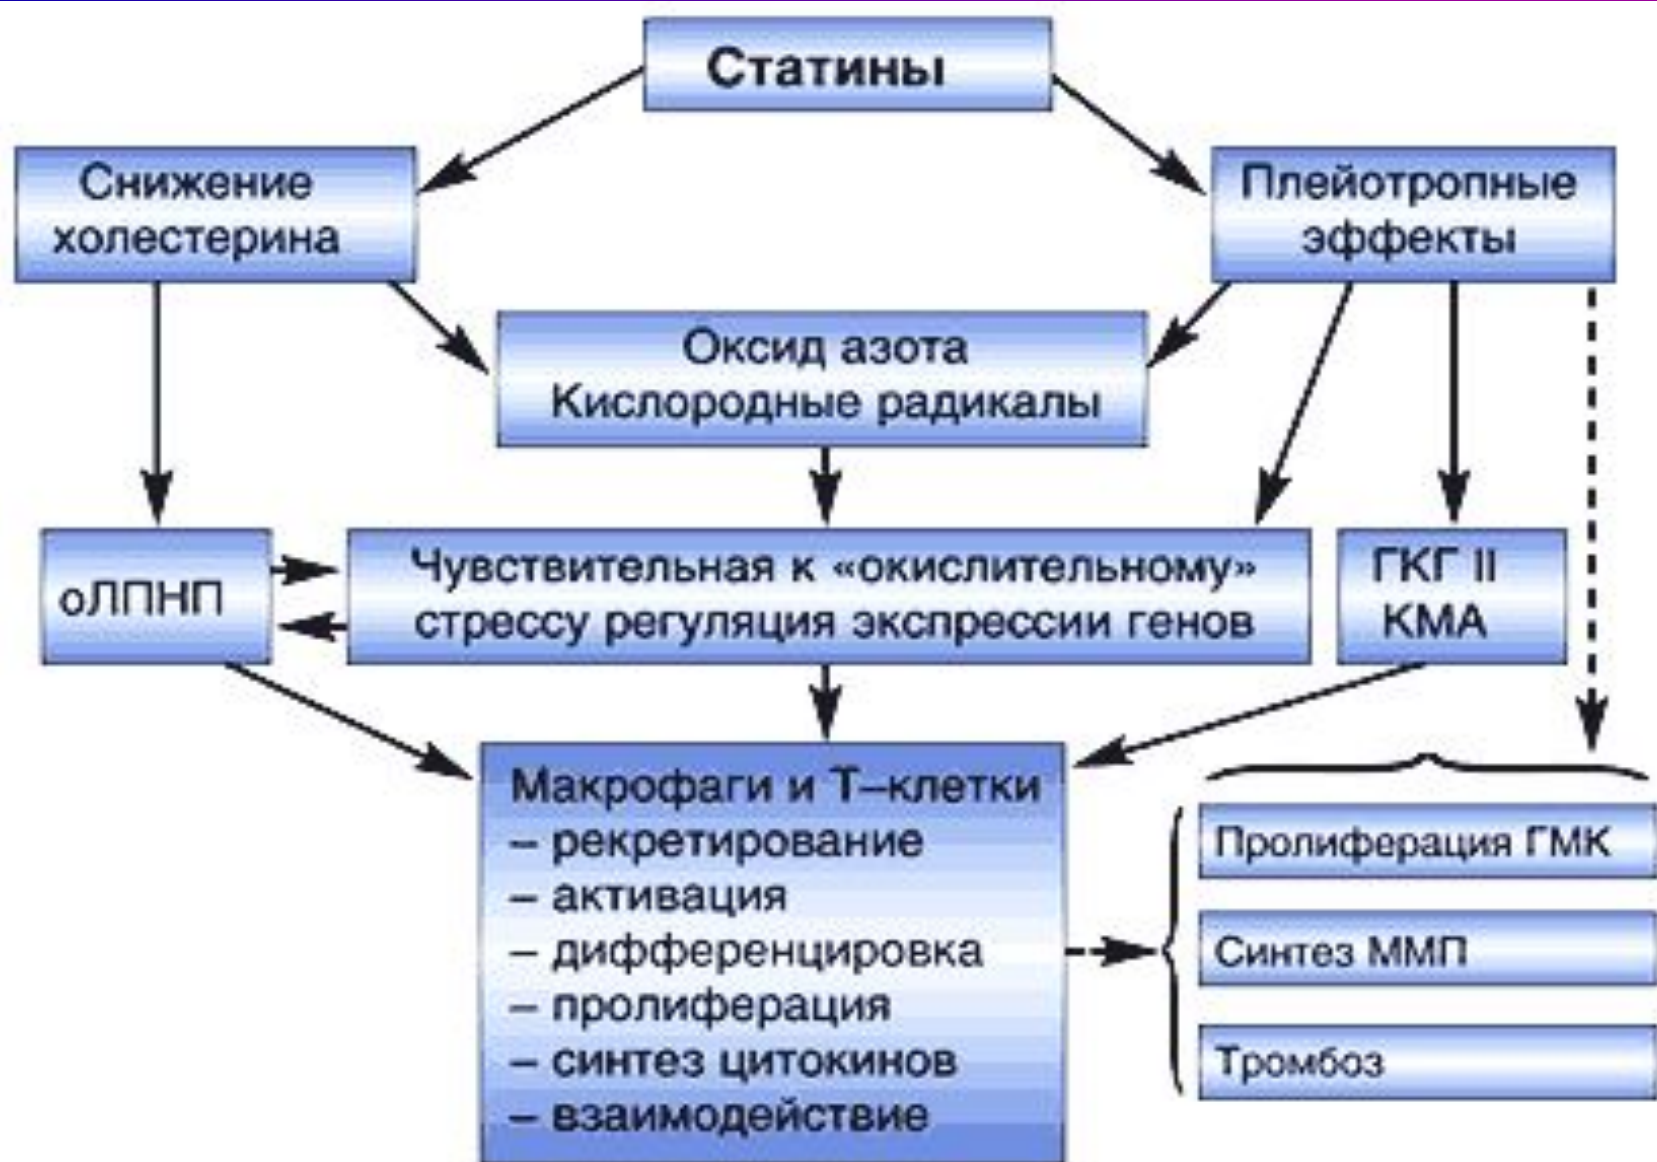 Статины
Снижение
холестерина
Плейотропные
эффекты
Оксид азота
Кислородные радикалы
оЛПНП
Чувствительная к «окислительному»
стрессу регуляция экспрессии генов
ГКГ II
КМА
Макрофаги и Т–клетки
– рекретирование
– активация
– дифференцировка
– пролиферация
– синтез цитокинов
– взаимодействие
Пролиферация ГМК
Синтез ММП
Тромбоз